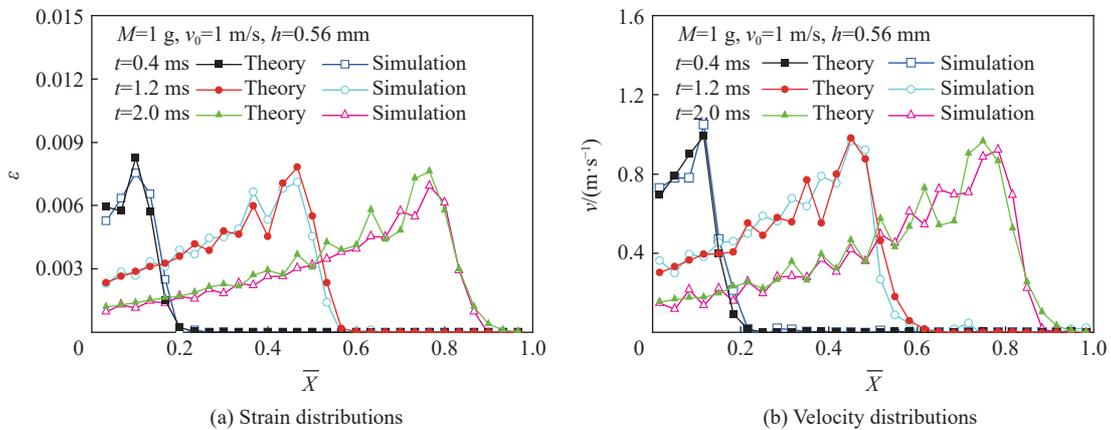 0.015
0.012
0.009
0.006
0.003
0
0.2
0.4
0.6
0.8
1.0
ε
X̅
M=1 g, v₀=1 m/s, h=0.56 mm
t=0.4 ms Theory Simulation
t=1.2 ms Theory Simulation
t=2.0 ms Theory Simulation
(a) Strain distributions
1.6
1.2
0.8
0.4
0
0.2
0.4
0.6
0.8
1.0
v/(m·s⁻¹)
X̅
M=1 g, v₀=1 m/s, h=0.56 mm
t=0.4 ms Theory Simulation
t=1.2 ms Theory Simulation
t=2.0 ms Theory Simulation
(b) Velocity distributions